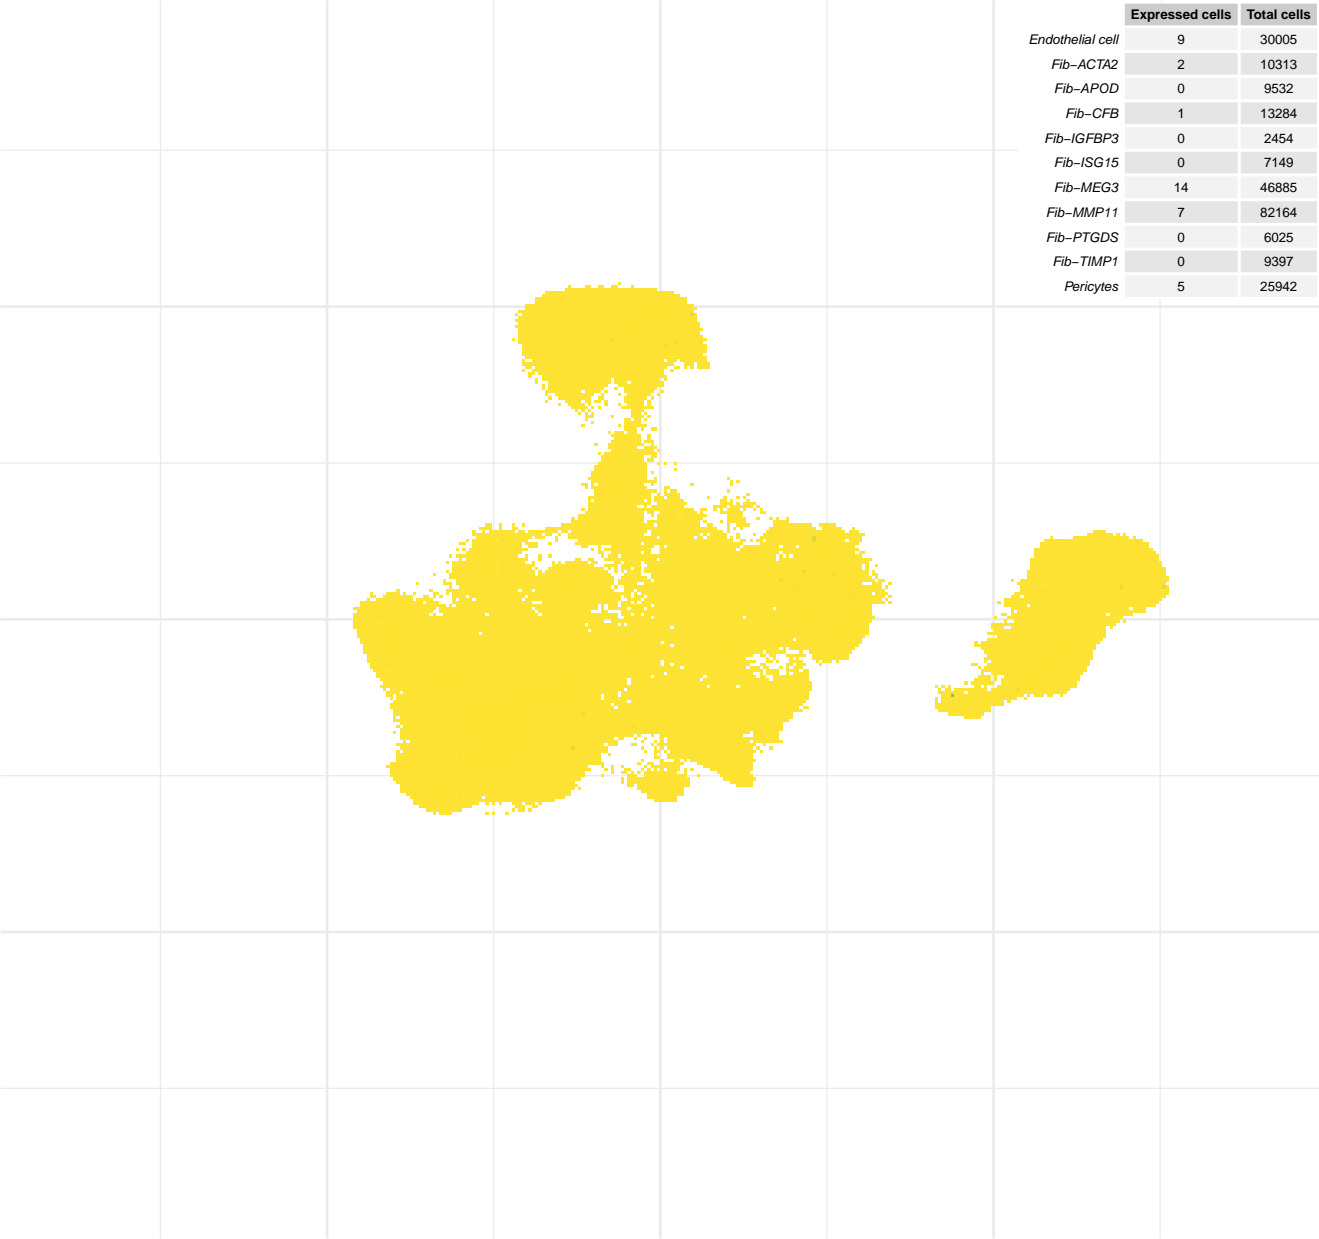 Expressed cells Total cells
Endothelial cell 9 30005
Fib−ACTA2 2 10313
Fib−APOD 0 9532
Fib−CFB 1 13284
Fib−IGFBP3 0 2454
Fib−ISG15 0 7149
Fib−MEG3 14 46885
Fib−MMP11 7 82164
Fib−PTGDS 0 6025
Fib−TIMP1 0 9397
Pericytes 5 25942